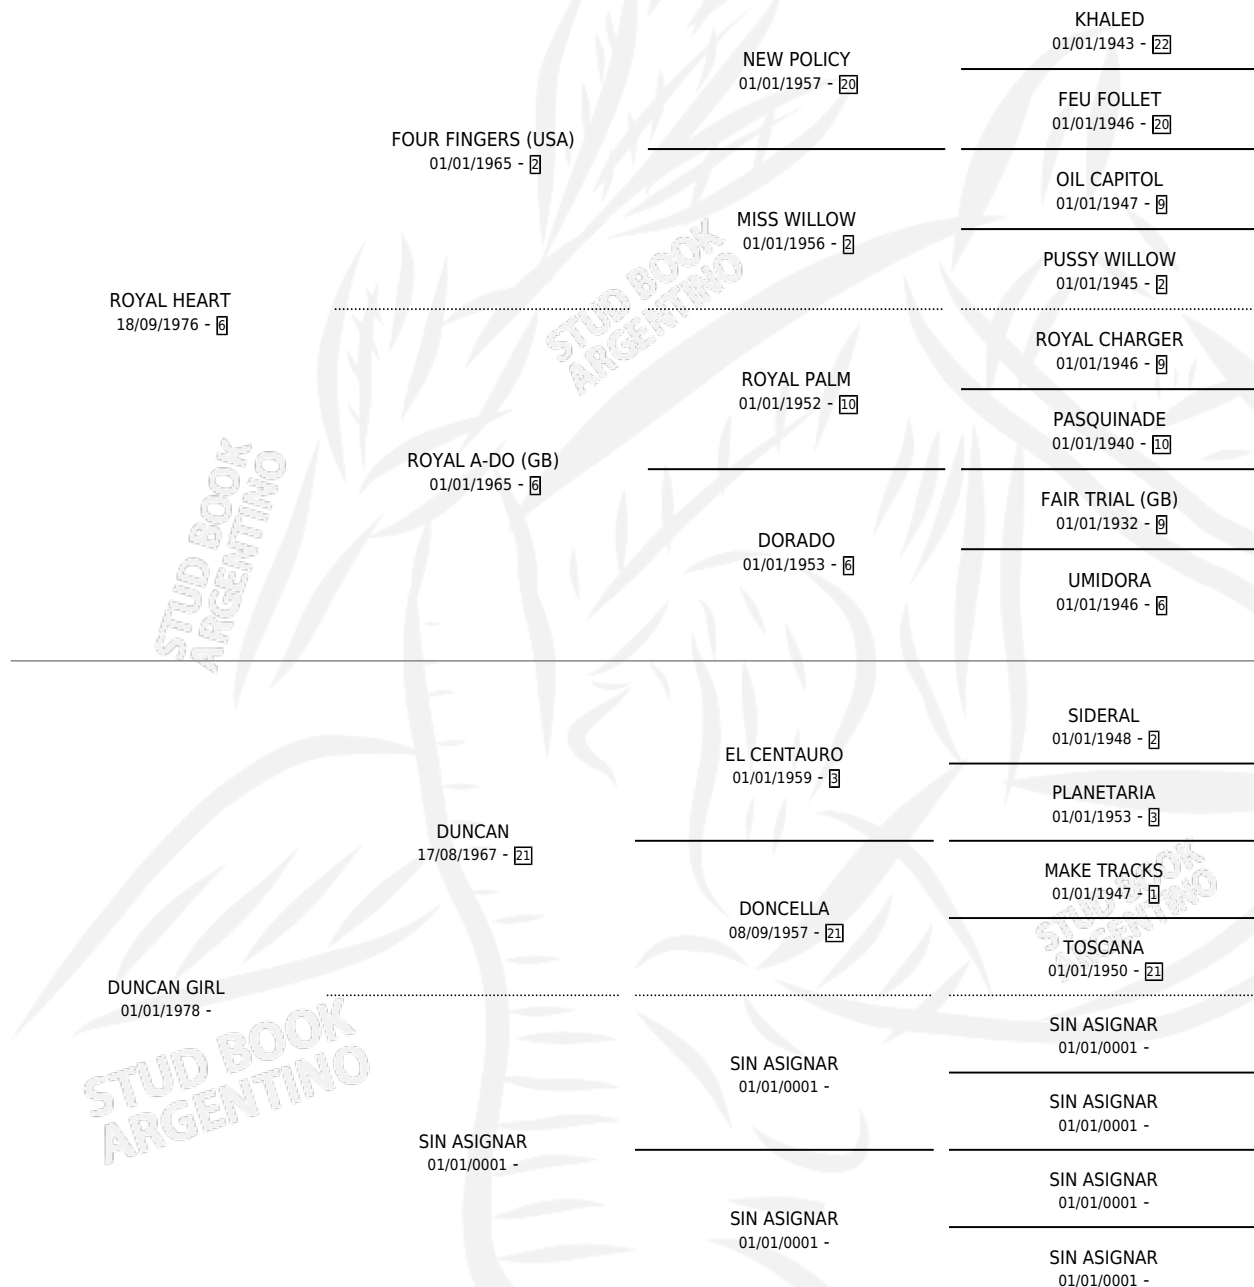 KHALED
01/01/1943 - 22
NEW POLICY
01/01/1957 - 20
FEU FOLLET
01/01/1946 - 20
FOUR FINGERS (USA)
01/01/1965 - 2
OIL CAPITOL
01/01/1947 - 9
MISS WILLOW
01/01/1956 - 2
PUSSY WILLOW
01/01/1945 - 2
ROYAL HEART
18/09/1976 - 6
ROYAL CHARGER
01/01/1946 - 9
ROYAL PALM
01/01/1952 - 10
PASQUINADE
01/01/1940 - 10
ROYAL A-DO (GB)
01/01/1965 - 6
FAIR TRIAL (GB)
01/01/1932 - 9
DORADO
01/01/1953 - 6
UMIDORA
01/01/1946 - 6
STUD BOOK
ARGENTINO
STUD BOOK
ARGENTINO
SIDERAL
01/01/1948 - 2
EL CENTAURO
01/01/1959 - 3
PLANETARIA
01/01/1953 - 3
DUNCAN
17/08/1967 - 21
MAKE TRACKS
01/01/1947 - 1
DONCELLA
08/09/1957 - 21
TOSCANA
01/01/1950 - 21
STUD BOOK
ARGENTINO
DUNCAN GIRL
01/01/1978 -
SIN ASIGNAR
01/01/0001 -
SIN ASIGNAR
01/01/0001 -
SIN ASIGNAR
01/01/0001 -
SIN ASIGNAR
01/01/0001 -
SIN ASIGNAR
01/01/0001 -
SIN ASIGNAR
01/01/0001 -
SIN ASIGNAR
01/01/0001 -
STUD BOOK
ARGENTINO